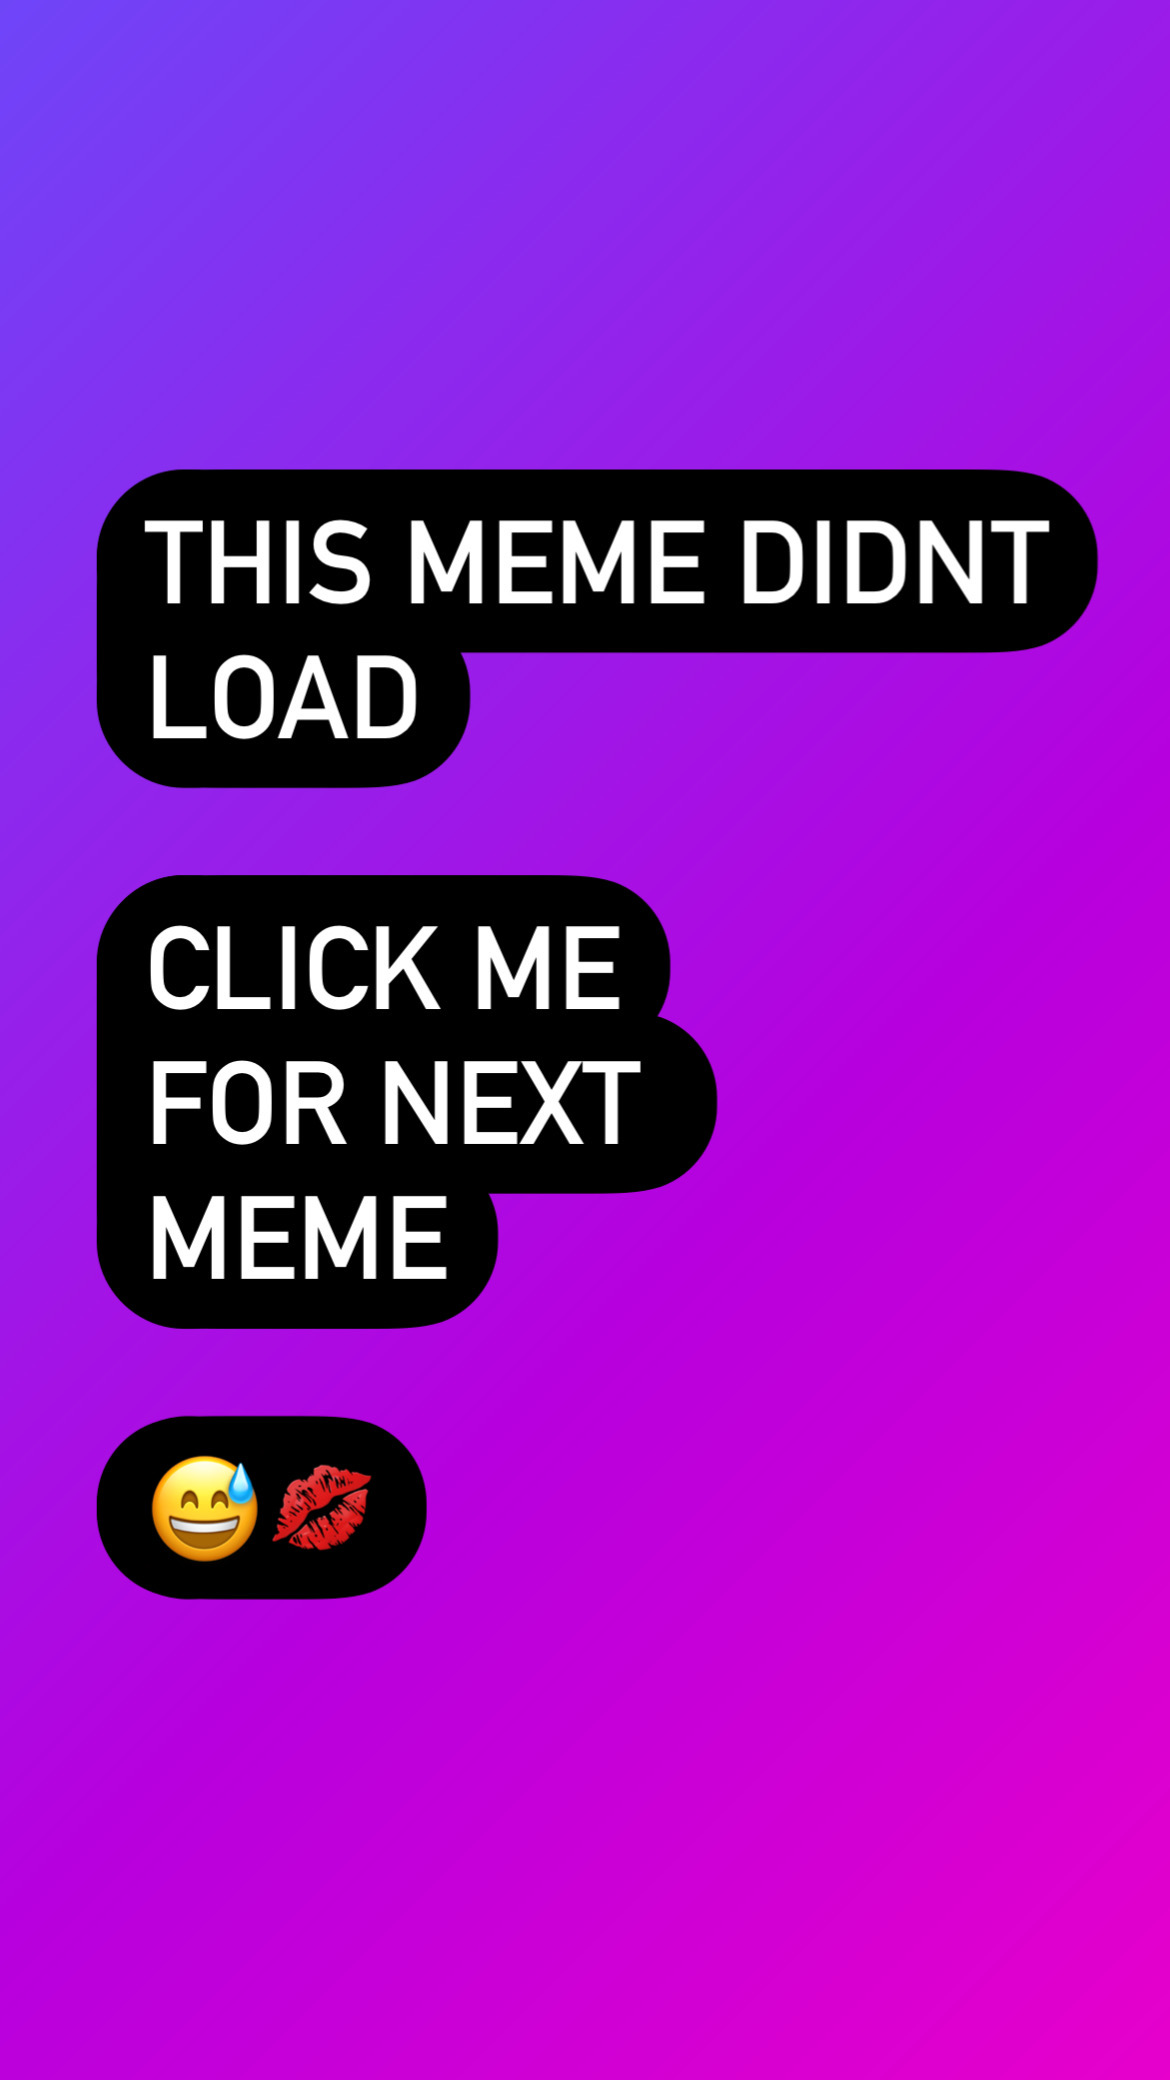 THIS MEME DIDNT
LOAD
CLICK ME
FOR NEXT
MEME
😅💋